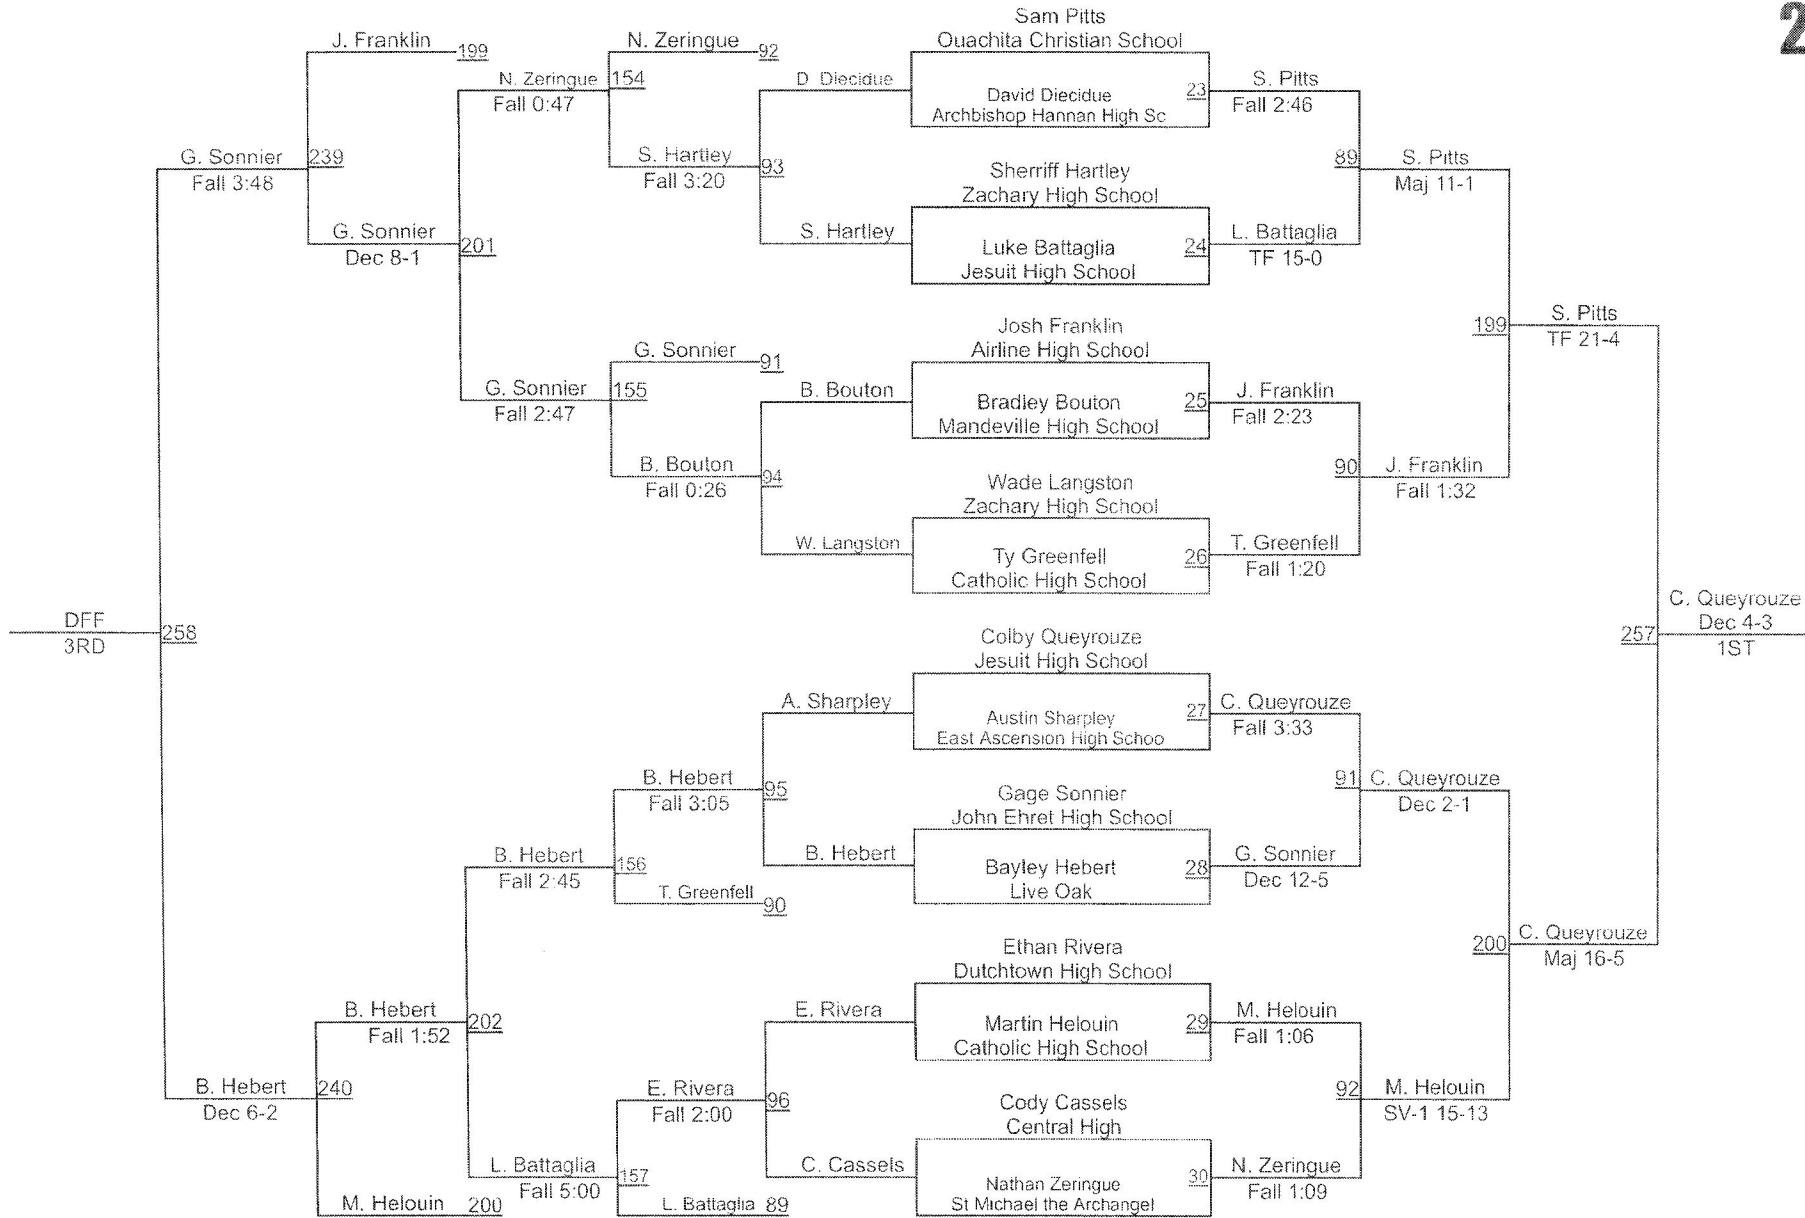 2
Sam Pitts
Ouachita Christian School
David Diecidue
Archbishop Hannan High Sc
23
Sherriff Hartley
Zachary High School
Luke Battaglia
Jesuit High School
24
Josh Franklin
Airline High School
Bradley Bouton
Mandeville High School
25
Wade Langston
Zachary High School
Ty Greenfell
Catholic High School
26
Colby Queyrouze
Jesuit High School
Austin Sharpley
East Ascension High Schoo
27
Gage Sonnier
John Ehret High School
Bayley Hebert
Live Oak
28
Ethan Rivera
Dutchtown High School
Martin Helouin
Catholic High School
29
Cody Cassels
Central High
Nathan Zeringue
St Michael the Archangel
30
S. Pitts
Fall 2:46
89
L. Battaglia
TF 15-0
J. Franklin
Fall 2:23
90
T. Greenfell
Fall 1:20
C. Queyrouze
Fall 3:33
91
G. Sonnier
Dec 12-5
M. Helouin
Fall 1:06
92
N. Zeringue
Fall 1:09
S. Pitts
Maj 11-1
199
J. Franklin
Fall 1:32
C. Queyrouze
Dec 2-1
200
M. Helouin
SV-1 15-13
S. Pitts
TF 21-4
257
C. Queyrouze
Maj 16-5
C. Queyrouze
Dec 4-3
1ST
D Diecidue
93
S. Hartley
B. Bouton
94
W. Langston
A. Sharpley
95
B. Hebert
E. Rivera
96
C. Cassels
N. Zeringue
92
154
S. Hartley
Fall 3:20
G. Sonnier
91
155
B. Bouton
Fall 0:26
B. Hebert
Fall 3:05
156
T. Greenfell
90
E. Rivera
Fall 2:00
157
L. Battaglia 89
N. Zeringue
Fall 0:47
201
G. Sonnier
Fall 2:47
B. Hebert
Fall 2:45
202
L. Battaglia
Fall 5:00
J. Franklin
199
239
G. Sonnier
Dec 8-1
B. Hebert
Fall 1:52
240
M. Helouin 200
G. Sonnier
Fall 3:48
258
B. Hebert
Dec 6-2
DFF
3RD